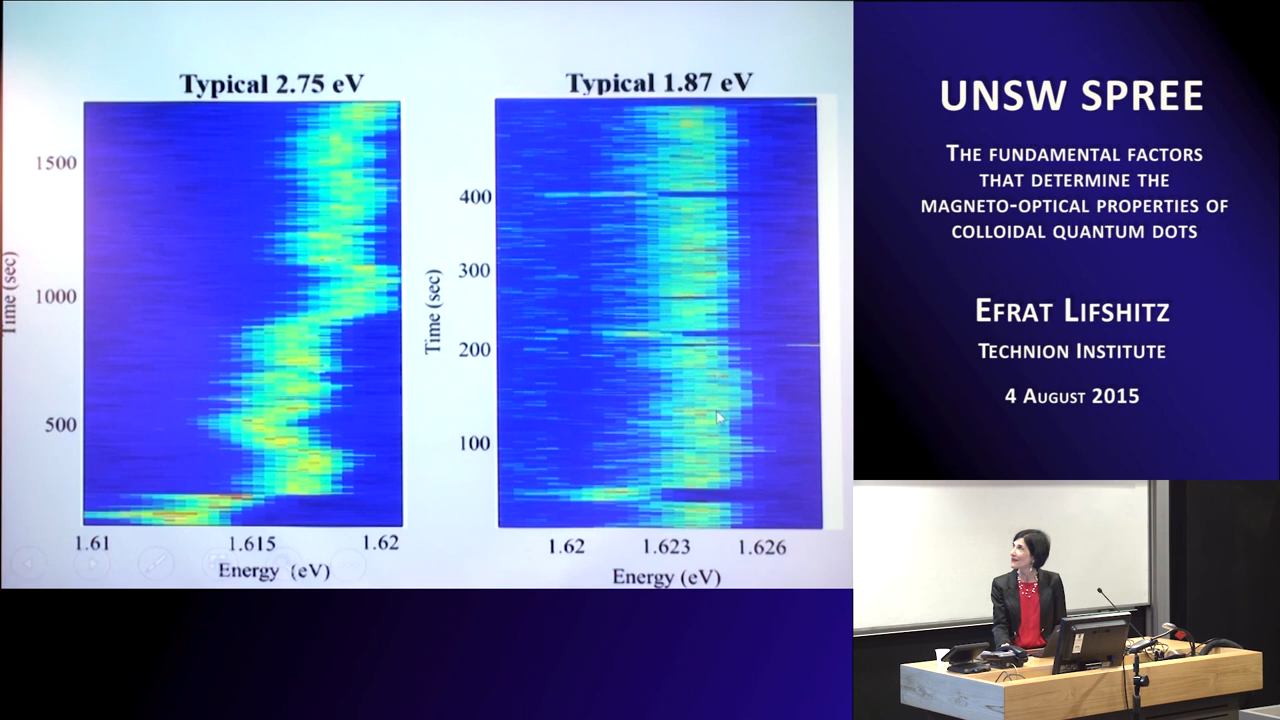 Typical 2.75 eV
Typical 1.87 eV
1500
1000
500
Time (sec)
1.61
1.615
1.62
Energy (eV)
400
300
200
100
Time (sec)
1.62
1.623
1.626
Energy (eV)
UNSW SPREE
The fundamental factors
that determine the
magneto-optical properties of
colloidal quantum dots
Efrat Lifshitz
Technion Institute
4 August 2015